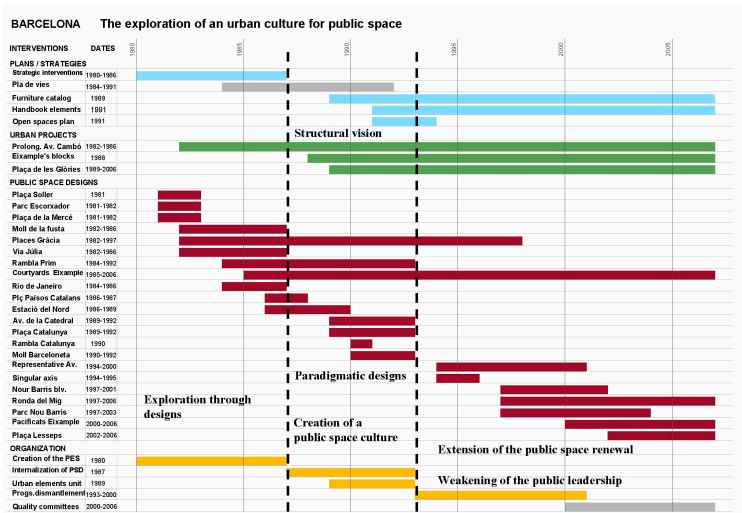 BARCELONA The exploration of an urban culture for public space
INTERVENTIONS DATES 1980 1985 1990 1995 2000 2005
PLANS / STRATEGIES
Strategic interventions 1980-1986
Pla de vies 1984-1991
Furniture catalog 1989
Handbook elements 1991
Open spaces plan 1991
Structural vision
URBAN PROJECTS
Prolong. Av. Cambó 1982-1986
Eixample's blocks 1988
Plaça de les Glóries 1989-2006
PUBLIC SPACE DESIGNS
Plaça Soller 1981
Parc Escorxador 1981-1982
Plaça de la Mercé 1981-1982
Moll de la fusta 1982-1986
Places Gràcia 1982-1997
Via Júlia 1982-1986
Rambla Prim 1984-1992
Courtyards Eixample 1985-2006
Rio de Janeiro 1984-1986
Plç Països Catalans 1986-1987
Estació del Nord 1986-1989
Av. de la Catedral 1989-1992
Plaça Catalunya 1989-1992
Rambla Catalunya 1990
Moll Barceloneta 1990-1992
Representative Av. 1994-2000
Paradigmatic designs
Singular axis 1994-1995
Nour Barris blv. 1997-2001
Ronda del Mig 1997-2006
Exploration through
designs
Parc Nou Barris 1997-2003
Pacificats Eixample 2000-2006
Creation of a
public space culture
Plaça Lesseps 2002-2006
Extension of the public space renewal
ORGANIZATION
Creation of the PES 1980
Internalization of PSD 1987
Weakening of the public leadership
Urban elements unit 1989
Progs.dismantlement 1993-2000
Quality committees 2000-2006